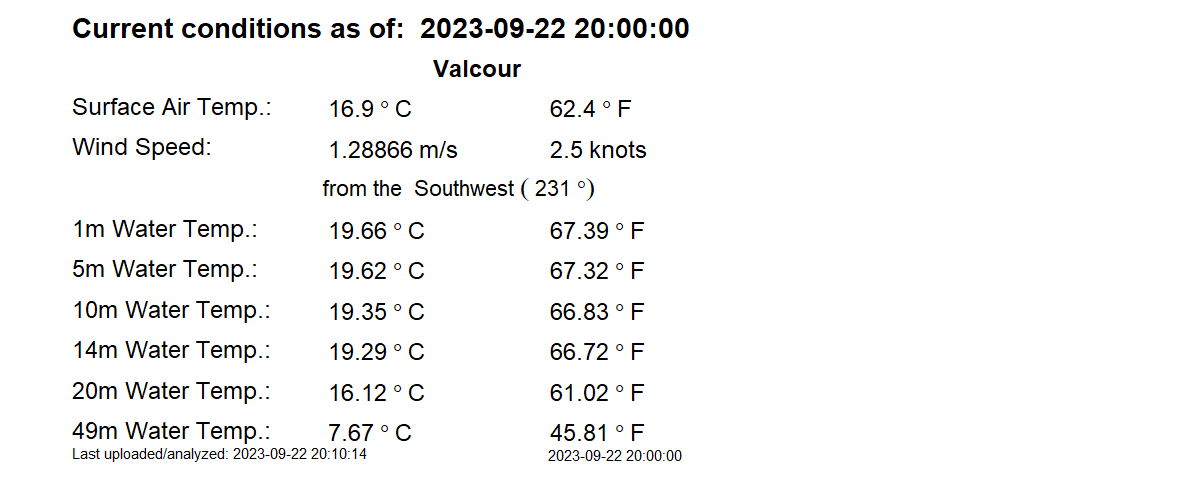 Current conditions as of: 2023-09-22 20:00:00
Valcour
Surface Air Temp.: 16.9 ° C 62.4 ° F
Wind Speed: 1.28866 m/s 2.5 knots
from the Southwest ( 231 °)
1m Water Temp.: 19.66 ° C 67.39 ° F
5m Water Temp.: 19.62 ° C 67.32 ° F
10m Water Temp.: 19.35 ° C 66.83 ° F
14m Water Temp.: 19.29 ° C 66.72 ° F
20m Water Temp.: 16.12 ° C 61.02 ° F
49m Water Temp.: 7.67 ° C 45.81 ° F
Last uploaded/analyzed: 2023-09-22 20:10:14 2023-09-22 20:00:00